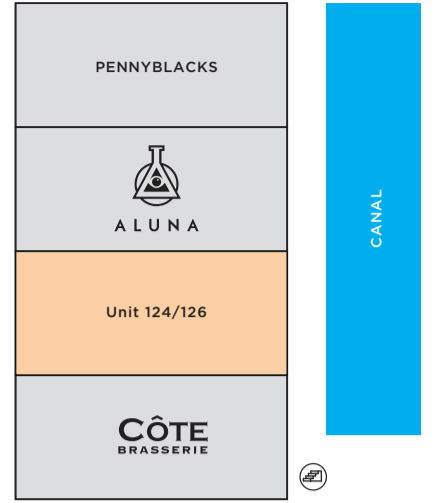 PENNYBLACKS
ALUNA
CANAL
Unit 124/126
CÔTE
BRASSERIE